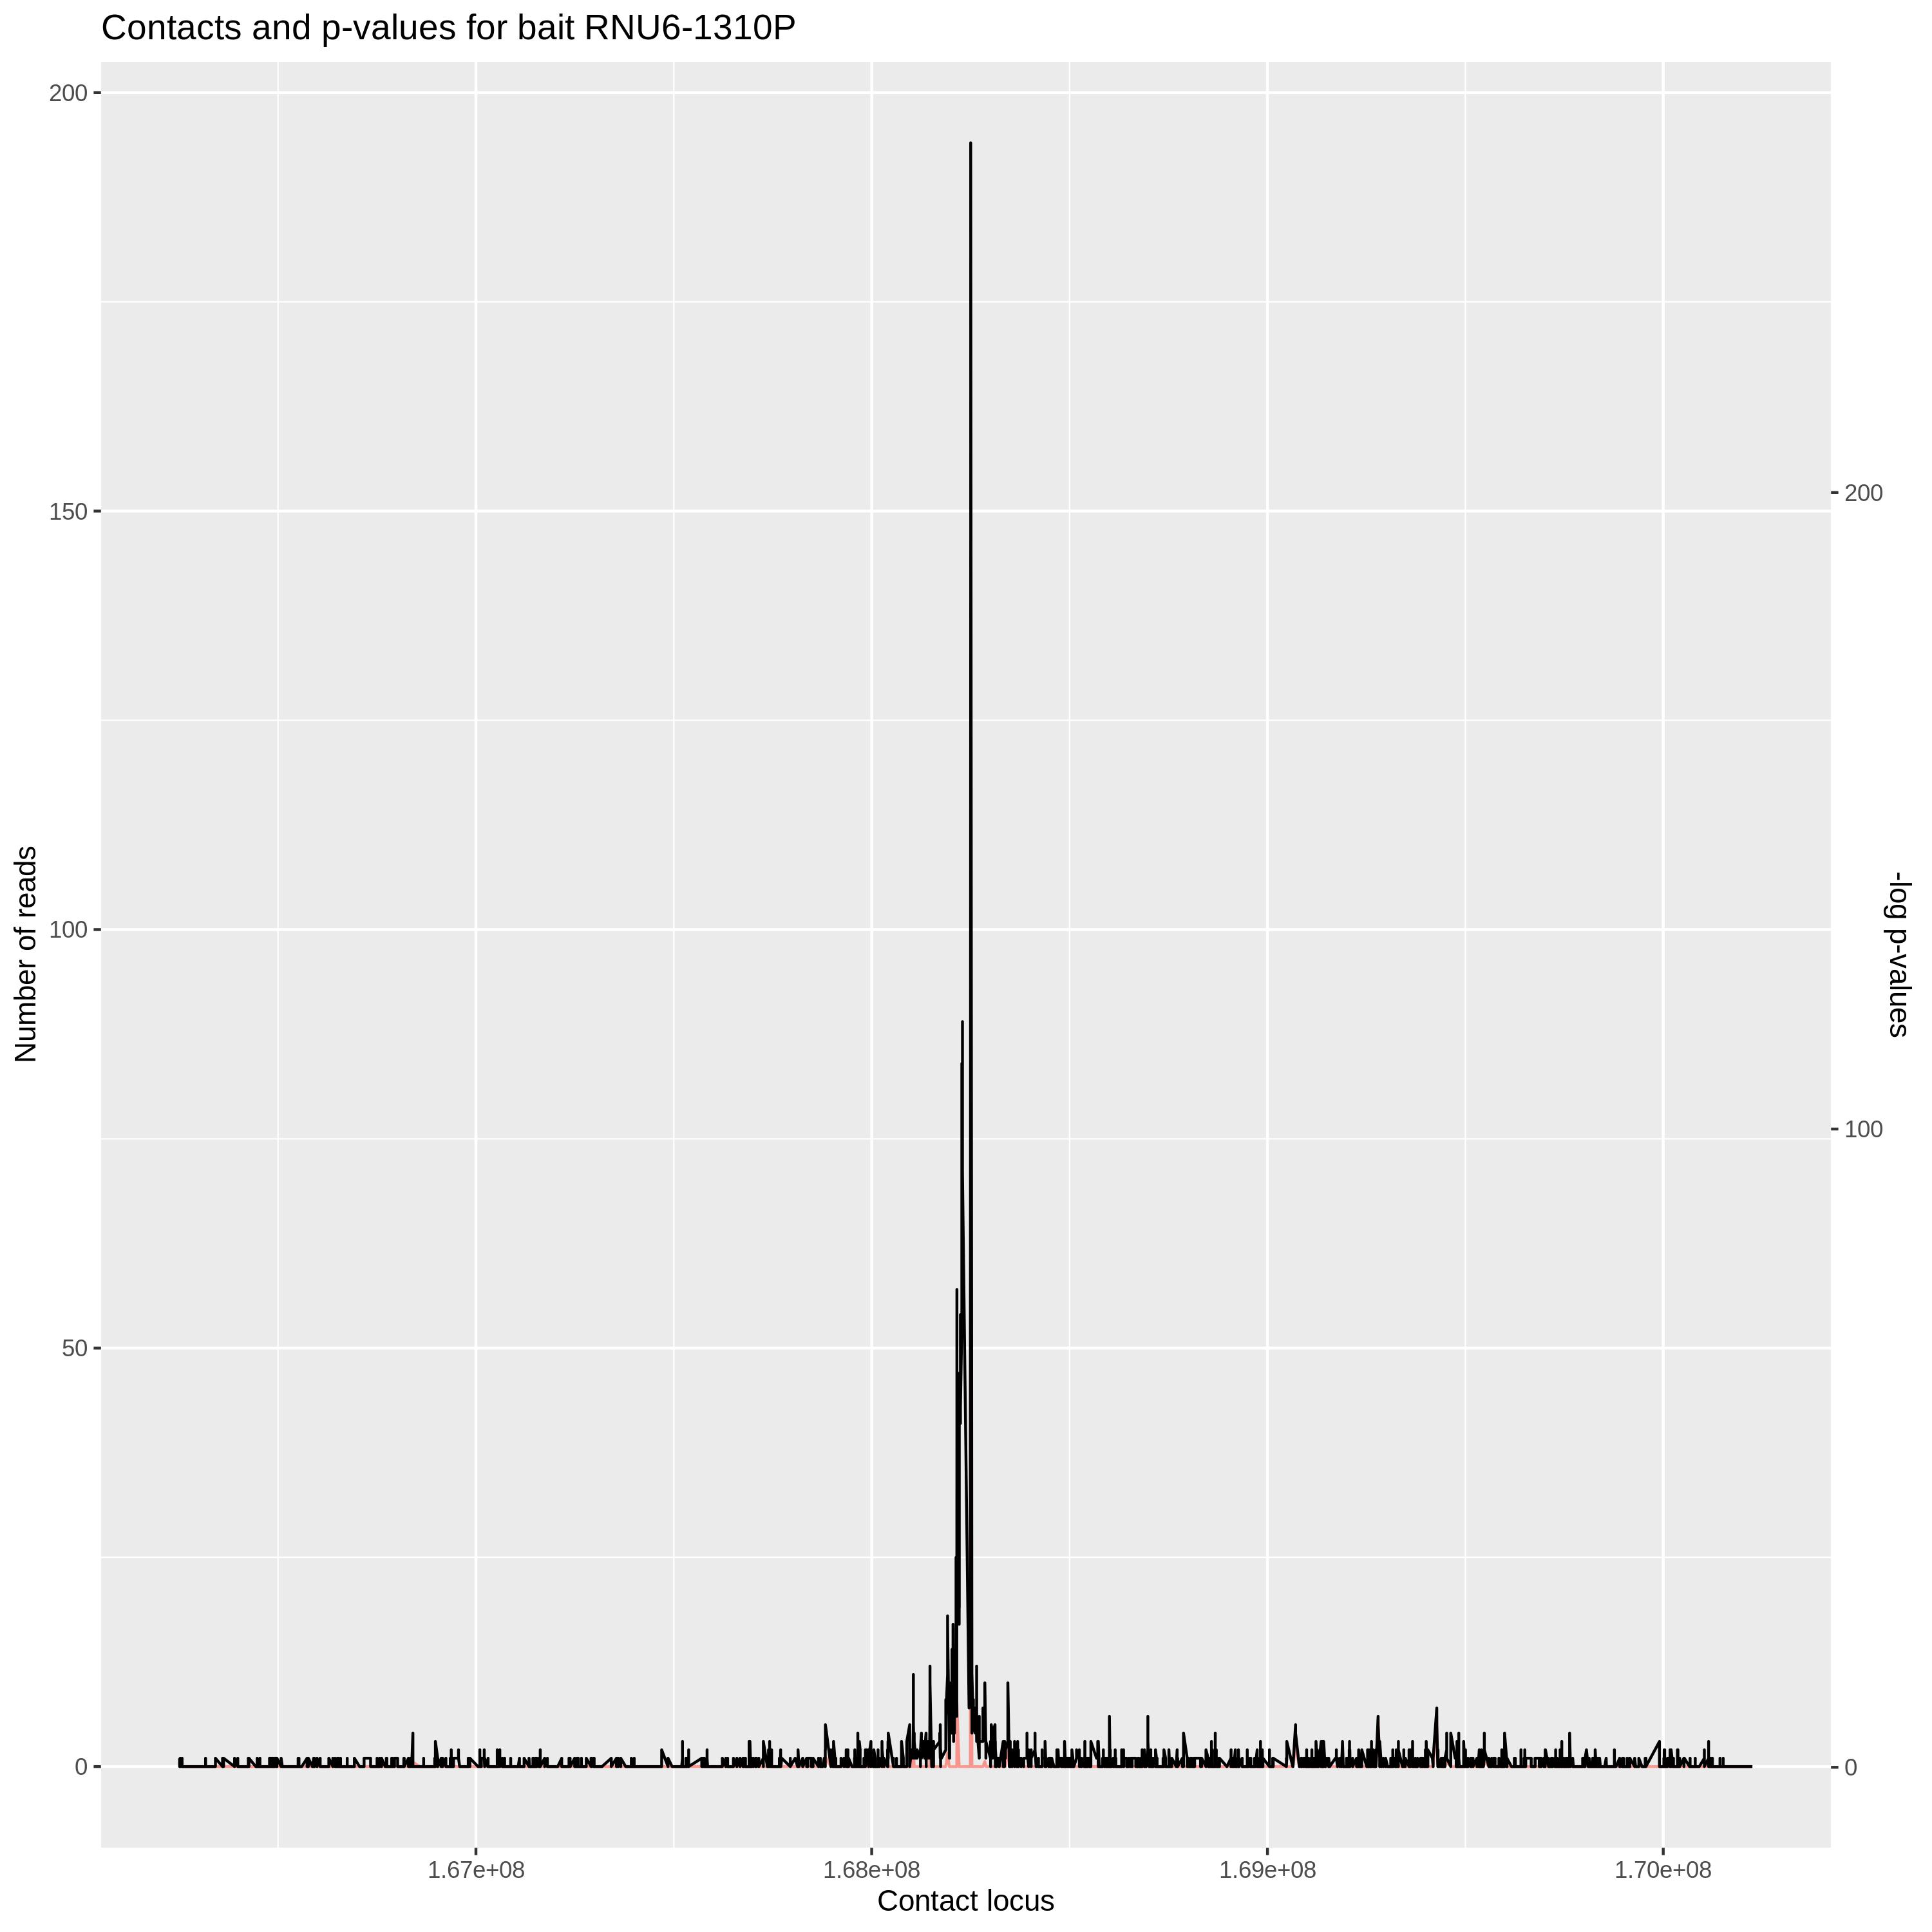 Contacts and p-values for bait RNU6-1310P
200
150
100
50
0
Number of reads
200
100
0
-log p-values
1.67e+08
1.68e+08
1.69e+08
1.70e+08
Contact locus